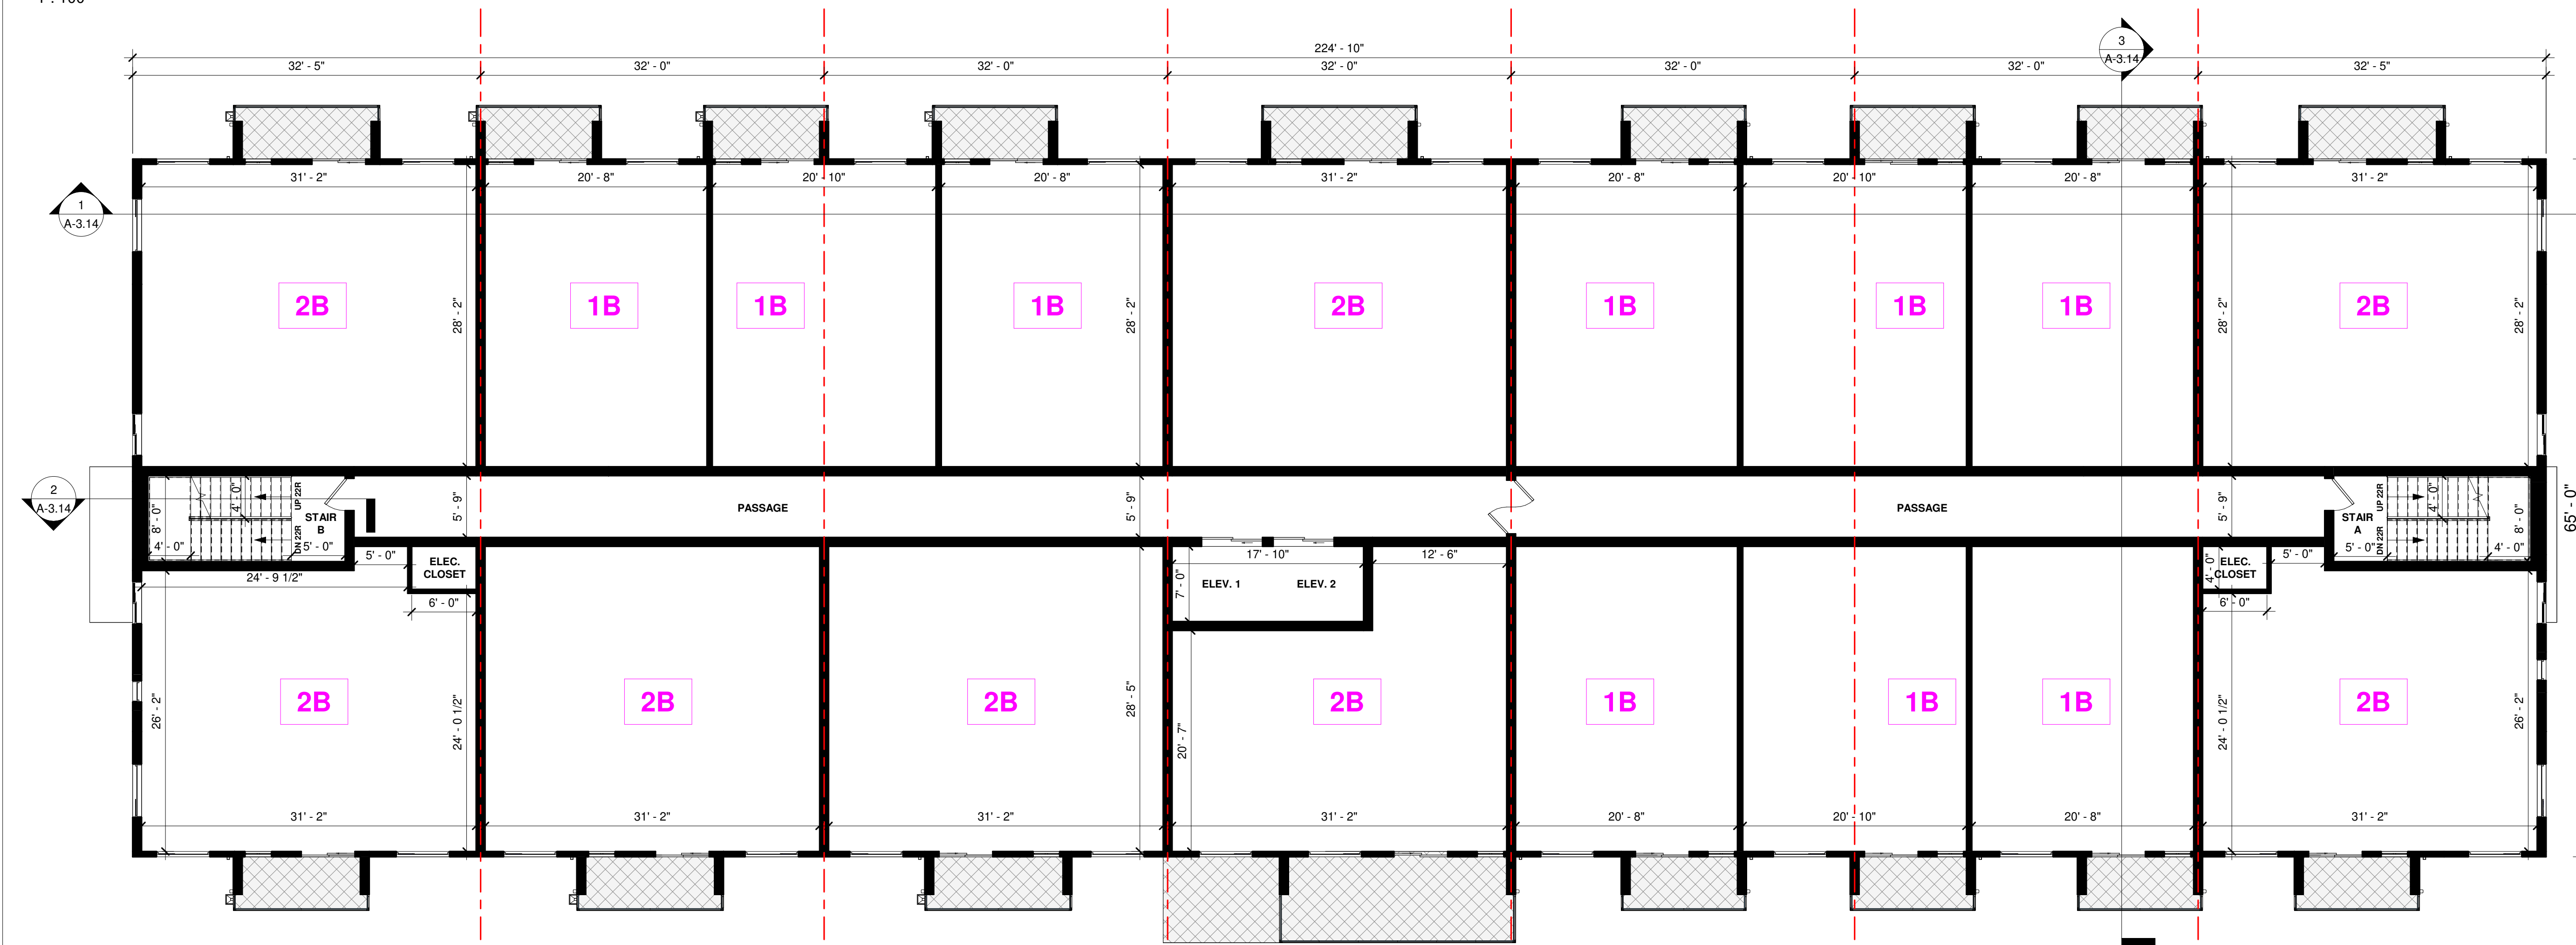 1 : 100
224' - 10"
32' - 5" 32' - 0" 32' - 0" 32' - 0" 32' - 0" 32' - 0" 32' - 5"
3
A-3.14
31' - 2" 20' - 8" 20' - 10" 20' - 8" 31' - 2" 20' - 8" 20' - 10" 20' - 8" 31' - 2"
1
A-3.14
2B 1B 1B 1B 2B 1B 1B 1B 2B
28' - 2" 28' - 2" 28' - 2" 28' - 2"
2
A-3.14
8' - 0"
4' - 0"
4' - 0"
UP 22R
DN 22R
STAIR
B
5' - 0"
5' - 9"
PASSAGE
5' - 9"
PASSAGE
5' - 9"
STAIR
A
UP 22R
DN 22R
4' - 0"
8' - 0"
5' - 0"
4' - 0"
65' - 0"
24' - 9 1/2"
5' - 0"
ELEC.
CLOSET
6' - 0"
17' - 10"
12' - 6"
7' - 0"
ELEV. 1
ELEV. 2
4' - 0"
ELEC.
CLOSET
5' - 0"
6' - 0"
2B 2B 2B 2B 1B 1B 1B 2B
26' - 2" 24' - 0 1/2" 28' - 5" 20' - 7" 24' - 0 1/2" 26' - 2"
31' - 2" 31' - 2" 31' - 2" 31' - 2" 20' - 8" 20' - 10" 20' - 8" 31' - 2"